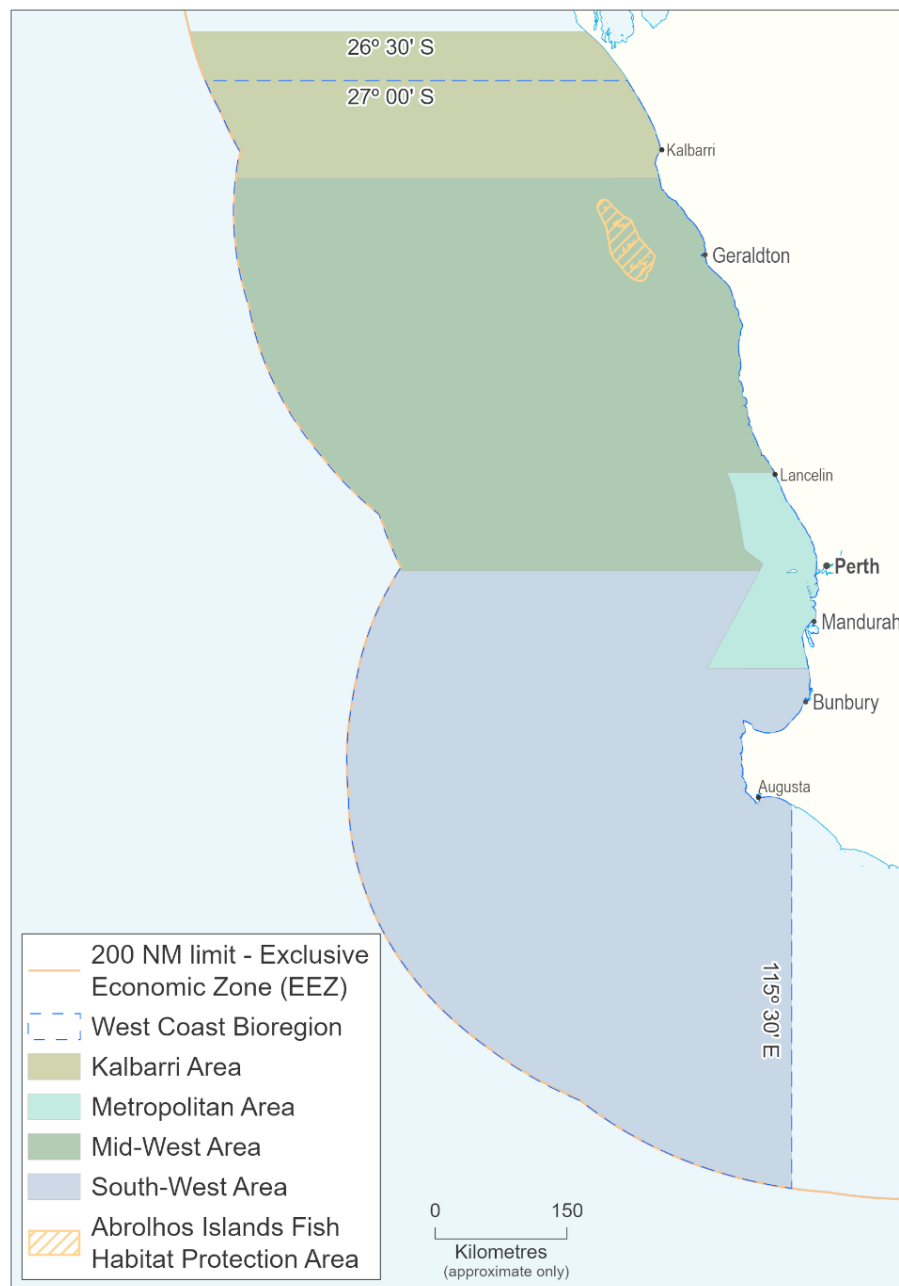 26º 30' S
27º 00' S
Kalbarri
Geraldton
Lancelin
Perth
Mandurah
Bunbury
Augusta
115º 30' E
200 NM limit - Exclusive
Economic Zone (EEZ)
West Coast Bioregion
Kalbarri Area
Metropolitan Area
Mid-West Area
South-West Area
Abrolhos Islands Fish
Habitat Protection Area
0 150
Kilometres
(approximate only)